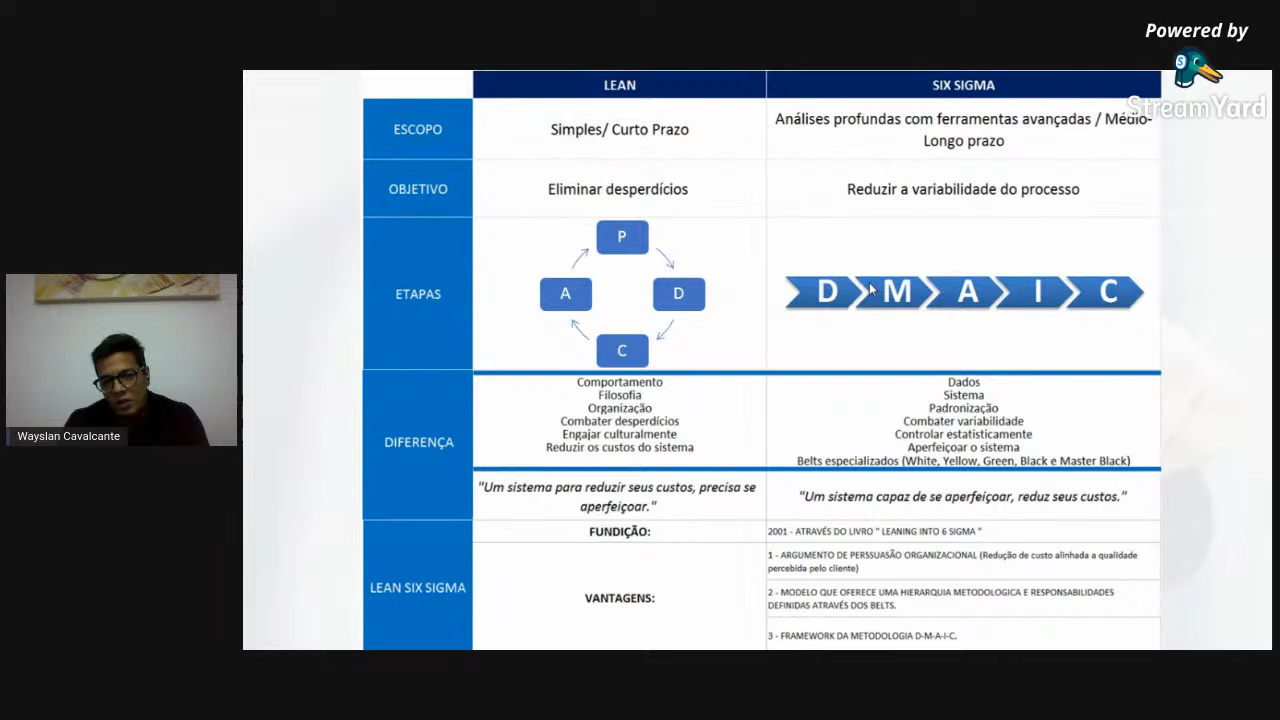 Powered by
StreamYard
LEAN
SIX SIGMA
ESCOPO
Simples/ Curto Prazo
Análises profundas com ferramentas avançadas / Médio-
Longo prazo
OBJETIVO
Eliminar desperdícios
Reduzir a variabilidade do processo
ETAPAS
P
A
D
C
D M A I C
DIFERENÇA
Comportamento
Filosofia
Organização
Combater desperdícios
Engajar culturalmente
Reduzir os custos do sistema
Dados
Sistema
Padronização
Combater variabilidade
Controlar estatisticamente
Aperfeiçoar o sistema
Belts especializados (White, Yellow, Green, Black e Master Black)
"Um sistema para reduzir seus custos, precisa se
aperfeiçoar."
"Um sistema capaz de se aperfeiçoar, reduz seus custos."
LEAN SIX SIGMA
FUNDIÇÃO:
2001 - ATRAVÉS DO LIVRO " LEANING INTO 6 SIGMA "
VANTAGENS:
1 - ARGUMENTO DE PERSSUASÃO ORGANIZACIONAL (Redução de custo alinhada a qualidade
percebida pelo cliente)
2 - MODELO QUE OFERECE UMA HIERARQUIA METODOLOGICA E RESPONSABILIDADES
DEFINIDAS ATRAVÉS DOS BELTS.
3 - FRAMEWORK DA METODOLOGIA D-M-A-I-C.
Wayslan Cavalcante